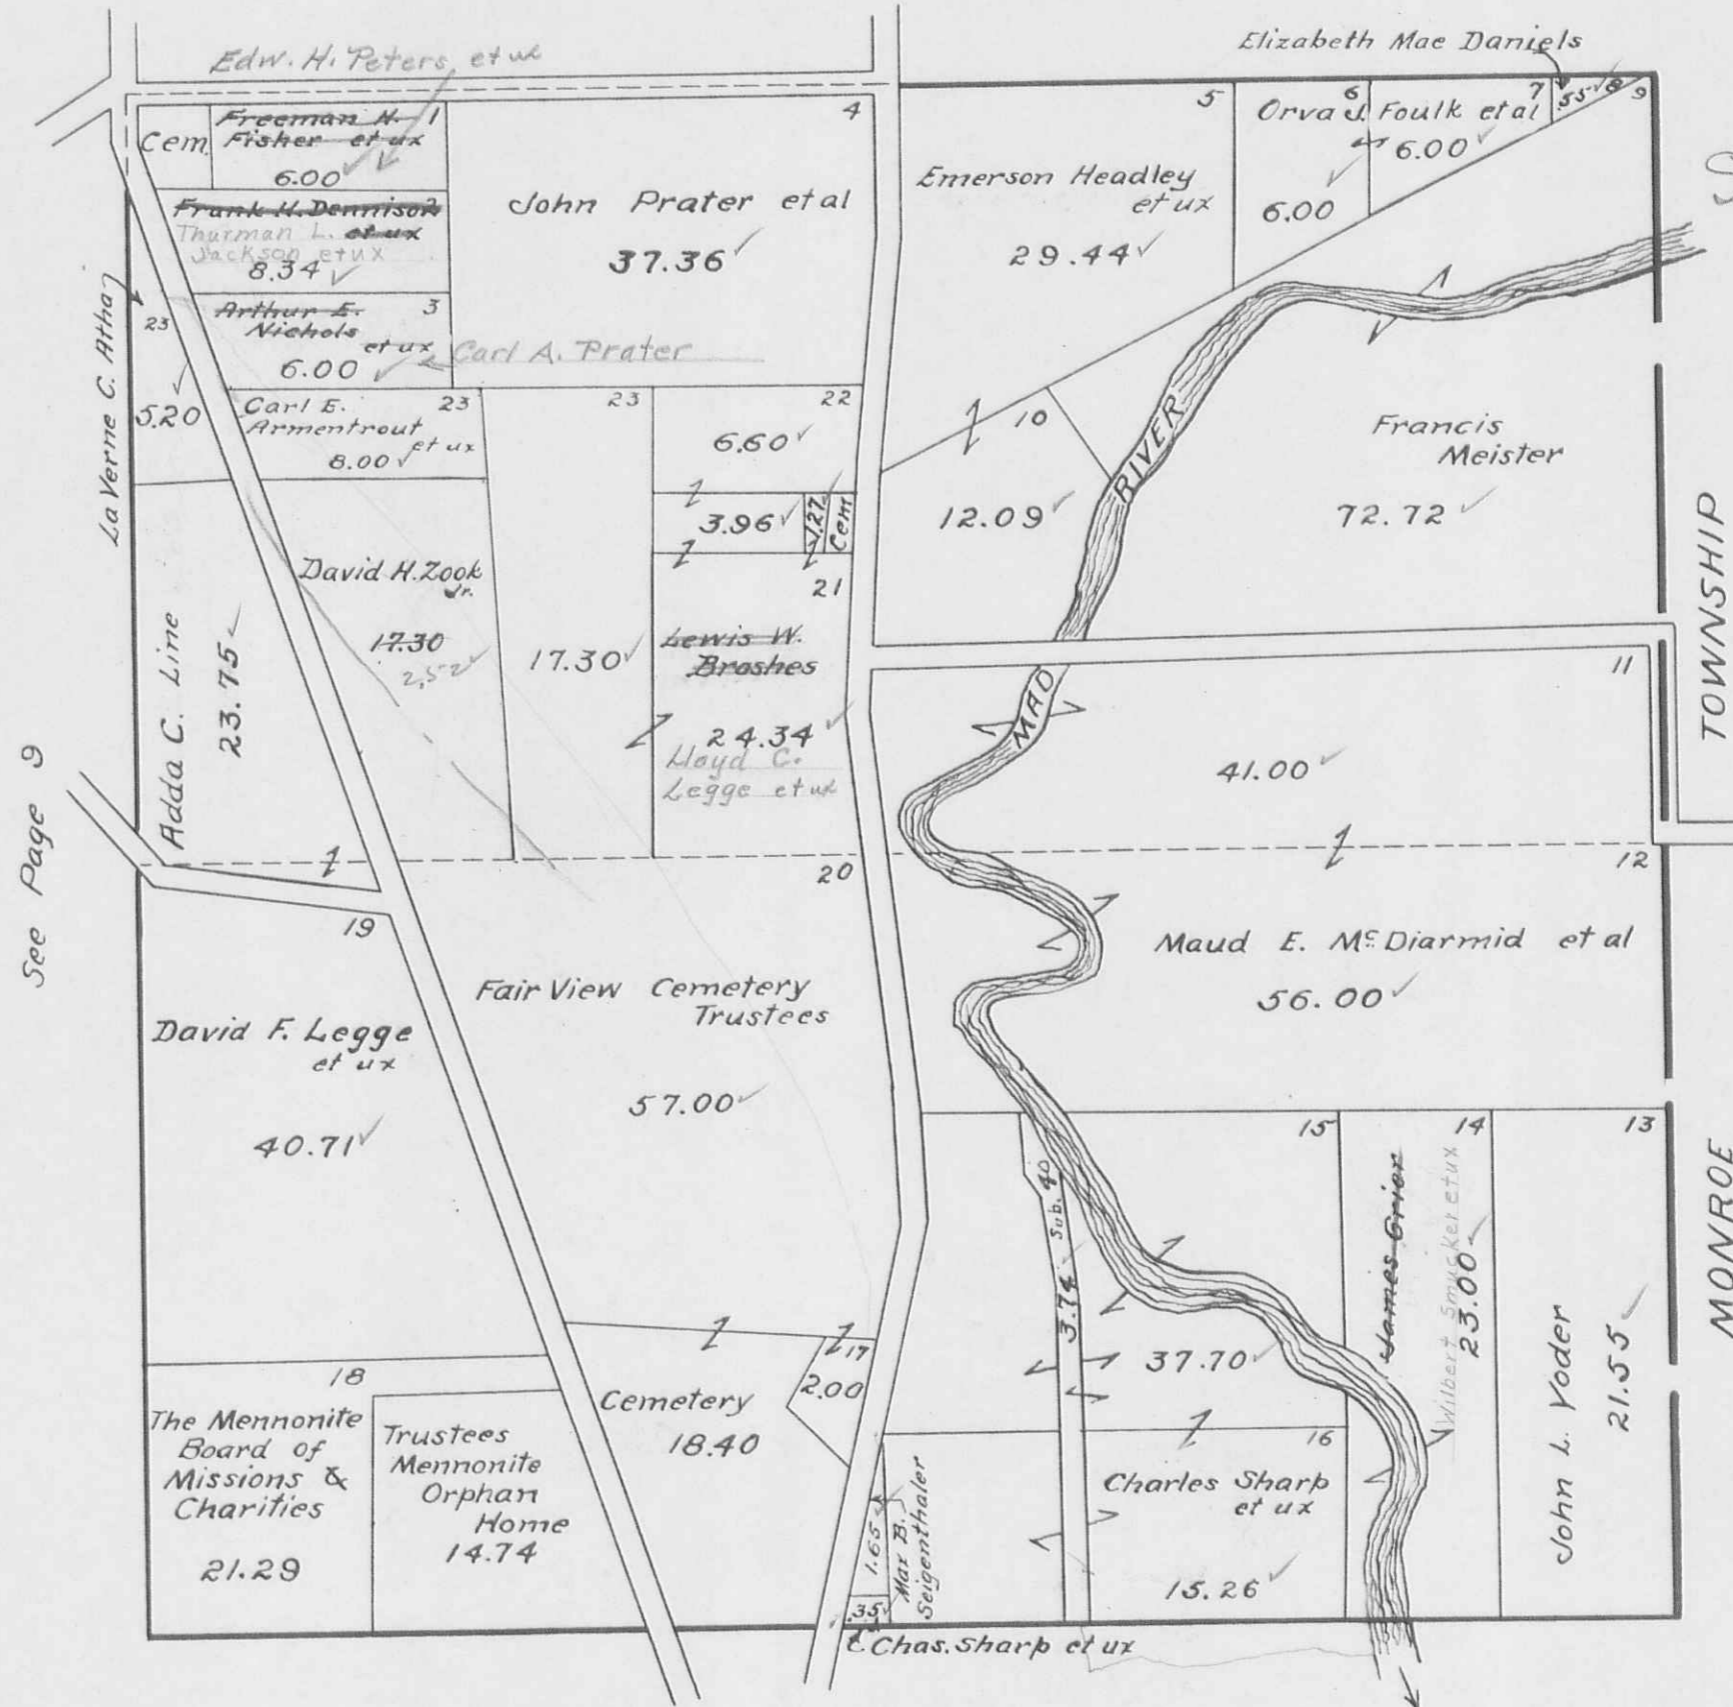 Elizabeth Mae Daniels
Edw. H. Peters, et ux
Cem.
Freeman H. 1
Fisher et ux
6.00
Frank H. Dennison 2
et ux
Thurman L.
Jackson et ux
8.34
Arthur E. 3
Nichols
et ux
6.00
Carl A. Prater
4
John Prater et al
37.36
5
Emerson Headley
et ux
29.44
6
Orva J. Foulk et al
7
6.00
6.00
.55
8
9
La Verne C. Atha
23
5.20
Carl E. 23
Armentrout
et ux
8.00
23
17.30
22
6.60
3.96
1.27
Cem
10
12.09
RIVER
Francis
Meister
72.72
TOWNSHIP
David H. Zook
Jr.
17.30
2.52
21
Lewis W.
Brashes
24.34
Lloyd C.
Legge et ux
Adda C. Line
23.75
MAD
11
41.00
See Page 9
12
Maud E. McDiarmid et al
56.00
19
David F. Legge
et ux
40.71
20
Fair View Cemetery
Trustees
57.00
15
14
13
Sub. 40
3.74
37.70
James Grier
Wilbert Smucker et ux
23.00
John L. Yoder
21.55
MONROE
18
The Mennonite
Board of
Missions &
Charities
21.29
Trustees
Mennonite
Orphan
Home
14.74
Cemetery
18.40
17
2.00
16
Charles Sharp
et ux
15.26
1.65
Max B.
Seigenthaler
.35
Chas. Sharp et ux